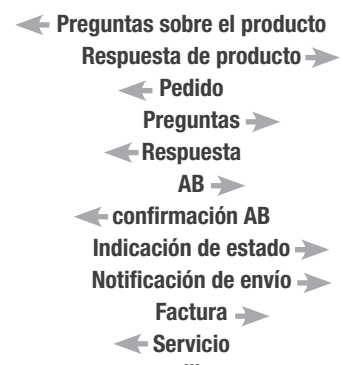 Preguntas sobre el producto
Respuesta de producto
Pedido
Preguntas
Respuesta
AB
confirmación AB
Indicación de estado
Notificación de envío
Factura
Servicio